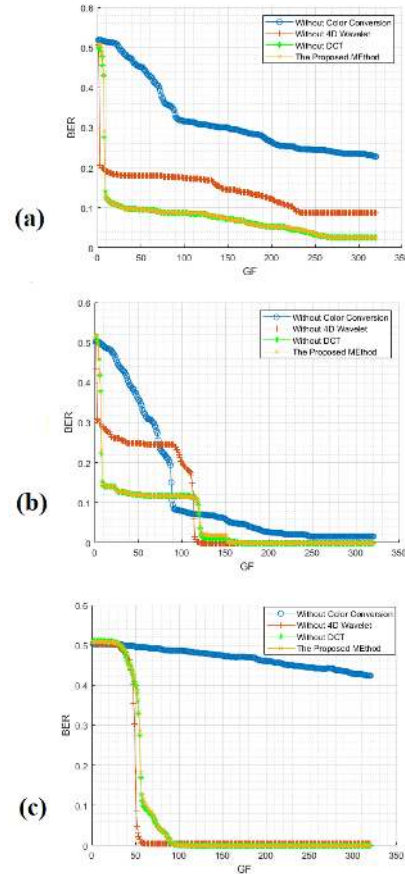 (a)
0.6
0.5
0.4
0.3
0.2
0.1
0
BER
0 50 100 150 200 250 300 350
GF
Without Color Conversion
Without 4D Wavelet
Without DCT
The Proposed MEthod
(b)
0.6
0.5
0.4
0.3
0.2
0.1
0
BER
0 50 100 150 200 250 300 350
GF
Without Color Conversion
Without 4D Wavelet
Without DCT
The Proposed MEthod
(c)
0.6
0.5
0.4
0.3
0.2
0.1
0
BER
0 50 100 150 200 250 300 350
GF
Without Color Conversion
Without 4D Wavelet
Without DCT
The Proposed MEthod